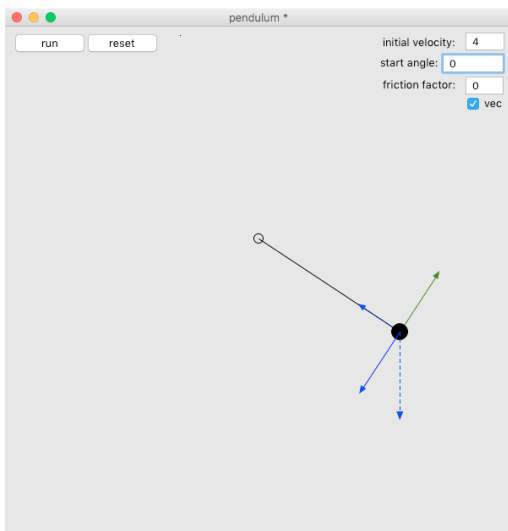 pendulum *
run reset
initial velocity: 4
start angle: 0
friction factor: 0
vec